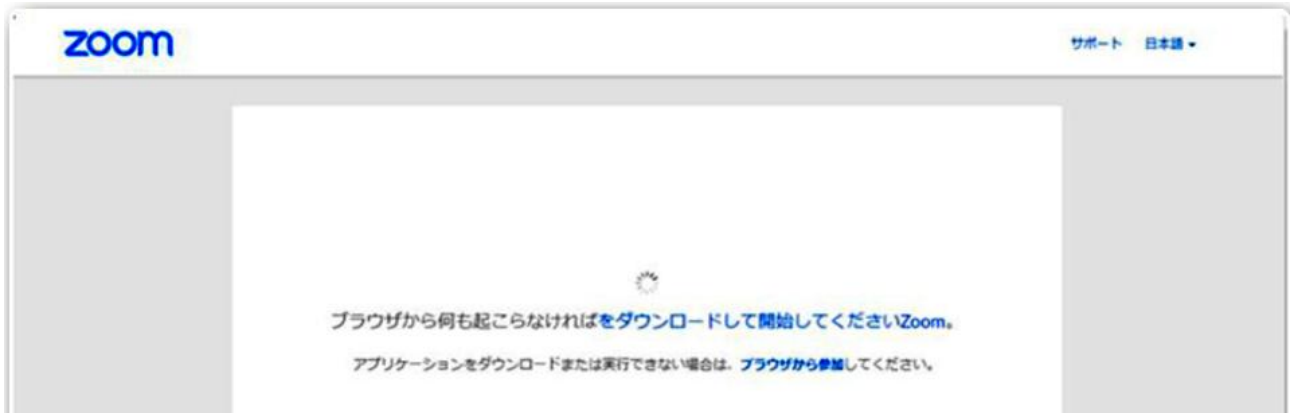 zoom
サポート 日本語
ブラウザから何も起こらなければをダウンロードして開始してくださいZoom。
アプリケーションをダウンロードまたは実行できない場合は、ブラウザから参加してください。